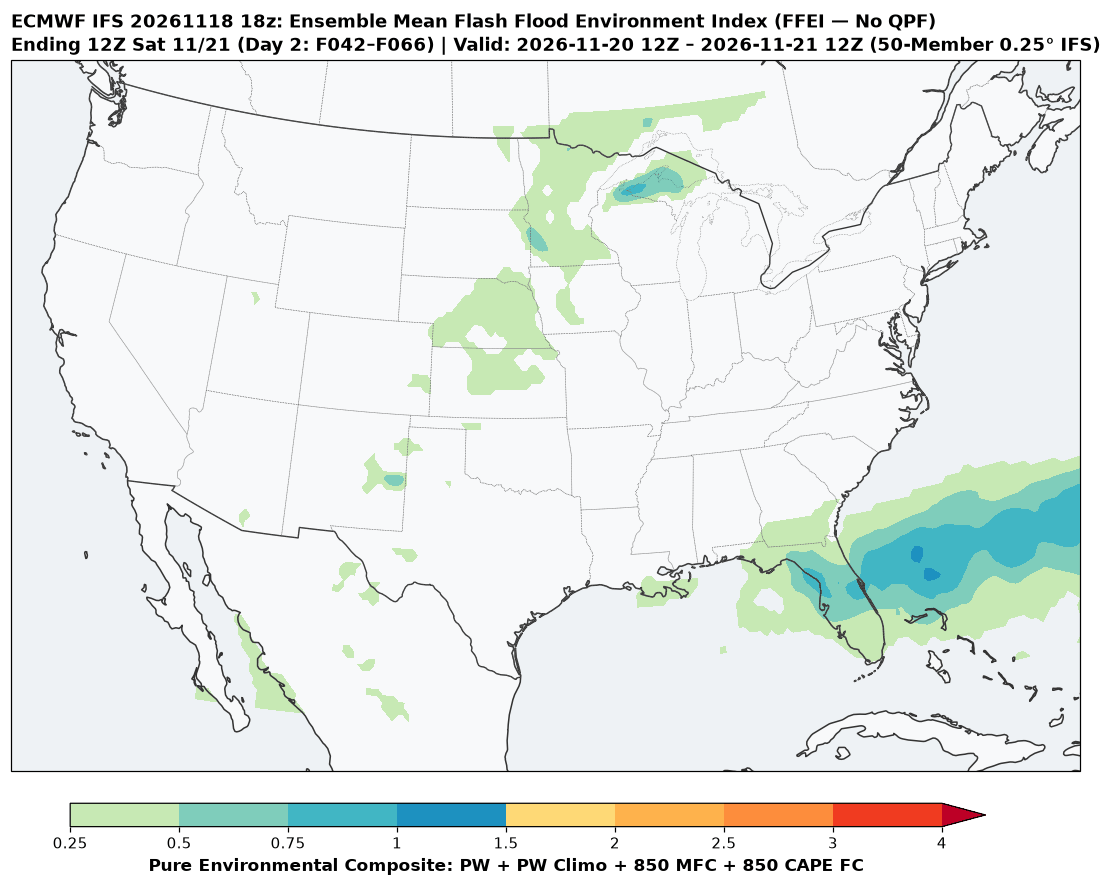 ECMWF IFS 20261118 18z: Ensemble Mean Flash Flood Environment Index (FFEI — No QPF)
Ending 12Z Sat 11/21 (Day 2: F042–F066) | Valid: 2026-11-20 12Z – 2026-11-21 12Z (50-Member 0.25° IFS)
0.25 0.5 0.75 1 1.5 2 2.5 3 4
Pure Environmental Composite: PW + PW Climo + 850 MFC + 850 CAPE FC